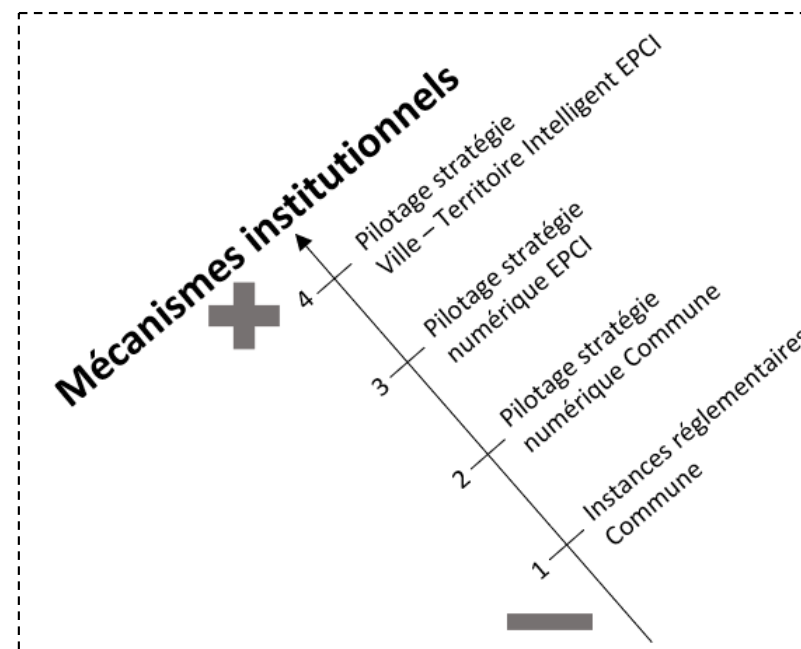 Mécanismes institutionnels
4
Pilotage stratégie
Ville – Territoire Intelligent EPCI
3
Pilotage stratégie
numérique EPCI
2
Pilotage stratégie
numérique Commune
1
Instances réglementaires
Commune